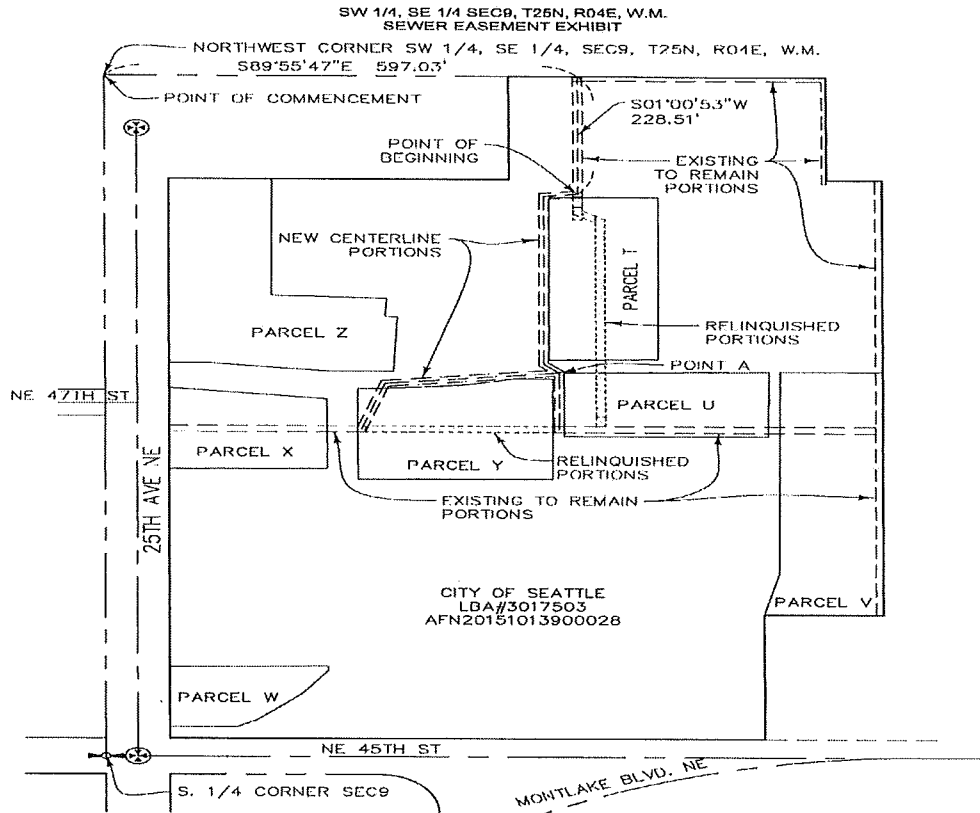 SW 1/4, SE 1/4 SEC9, T25N, R04E, W.M.
SEWER EASEMENT EXHIBIT
NORTHWEST CORNER SW 1/4, SE 1/4, SEC9, T25N, R04E, W.M.
S89°55'47"E 597.03'
POINT OF COMMENCEMENT
S01°00'53"W
228.51'
POINT OF
BEGINNING
EXISTING
TO REMAIN
PORTIONS
NEW CENTERLINE
PORTIONS
PARCEL T
PARCEL Z
RELINQUISHED
PORTIONS
POINT A
NE 47TH ST
PARCEL U
PARCEL X
PARCEL Y
RELINQUISHED
PORTIONS
25TH AVE NE
EXISTING TO REMAIN
PORTIONS
CITY OF SEATTLE
LBA#3017503
AFN20151013900028
PARCEL V
PARCEL W
NE 45TH ST
S. 1/4 CORNER SEC9
MONTLAKE BLVD. NE